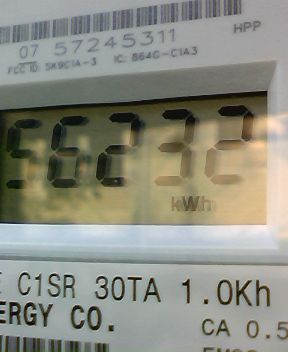 07 57245311
HPP
FCC ID: SK9C1A-3 IC: 864G-C1A3
56232
kWh
C1SR 30TA 1.0Kh
ERGY CO.
CA 0.5